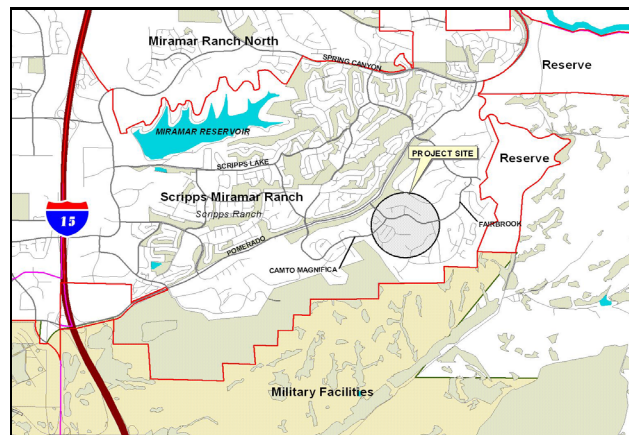 Miramar Ranch North
SPRING CANYON
Reserve
MIRAMAR RESERVOIR
PROJECT SITE
SCRIPPS LAKE
Reserve
Scripps Miramar Ranch
Scripps Ranch
15
FAIRBROOK
POMERADO
CAMTO MAGNIFICA
Military Facilities